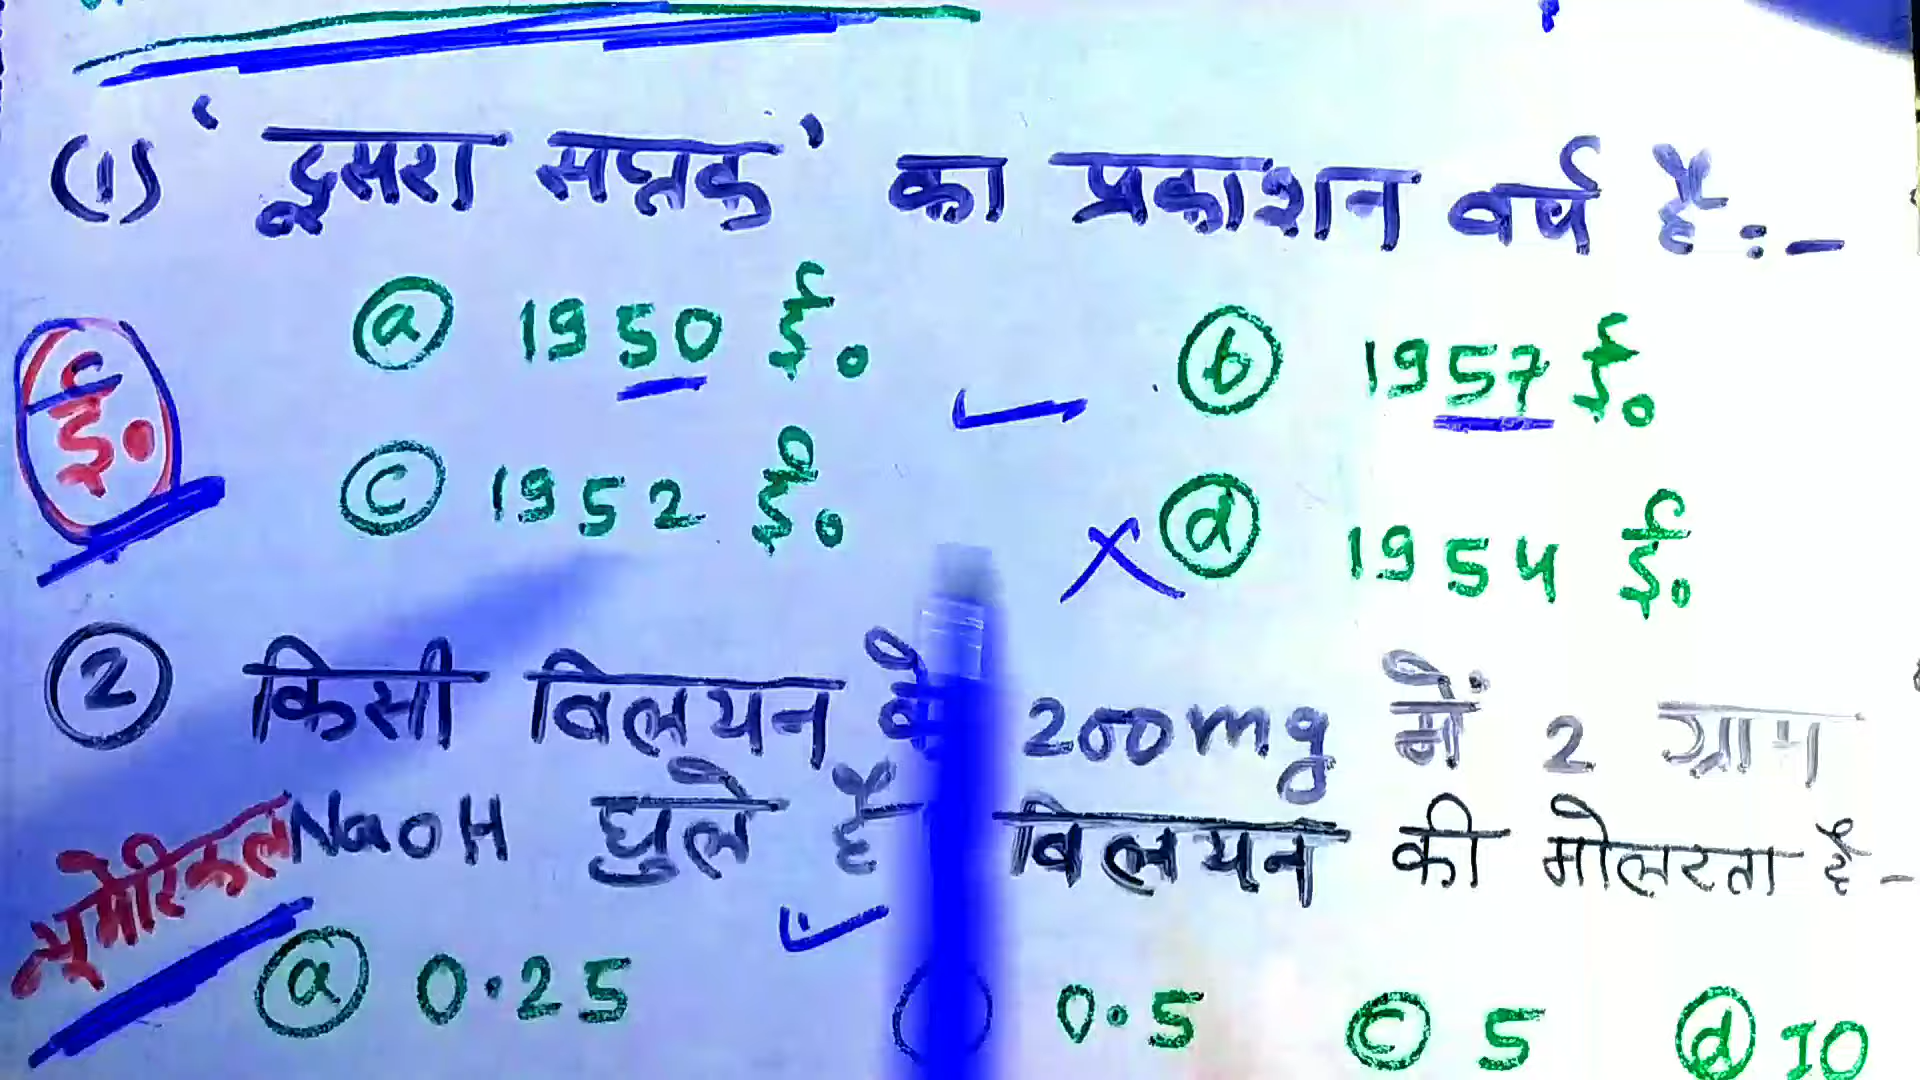 (1) 'दूसरा सप्तक' का प्रकाशन वर्ष है:-
ⓐ 1950 ई० ⓑ 1957 ई०
ई०
ⓒ 1952 ई० ⓓ 1954 ई०
② किसी विलयन के 200mg में 2 ग्राम
न्यूमेरिकल NaOH घुले है विलयन की मोलरता है-
ⓐ 0.25 0.5 ⓒ 5 ⓓ 10